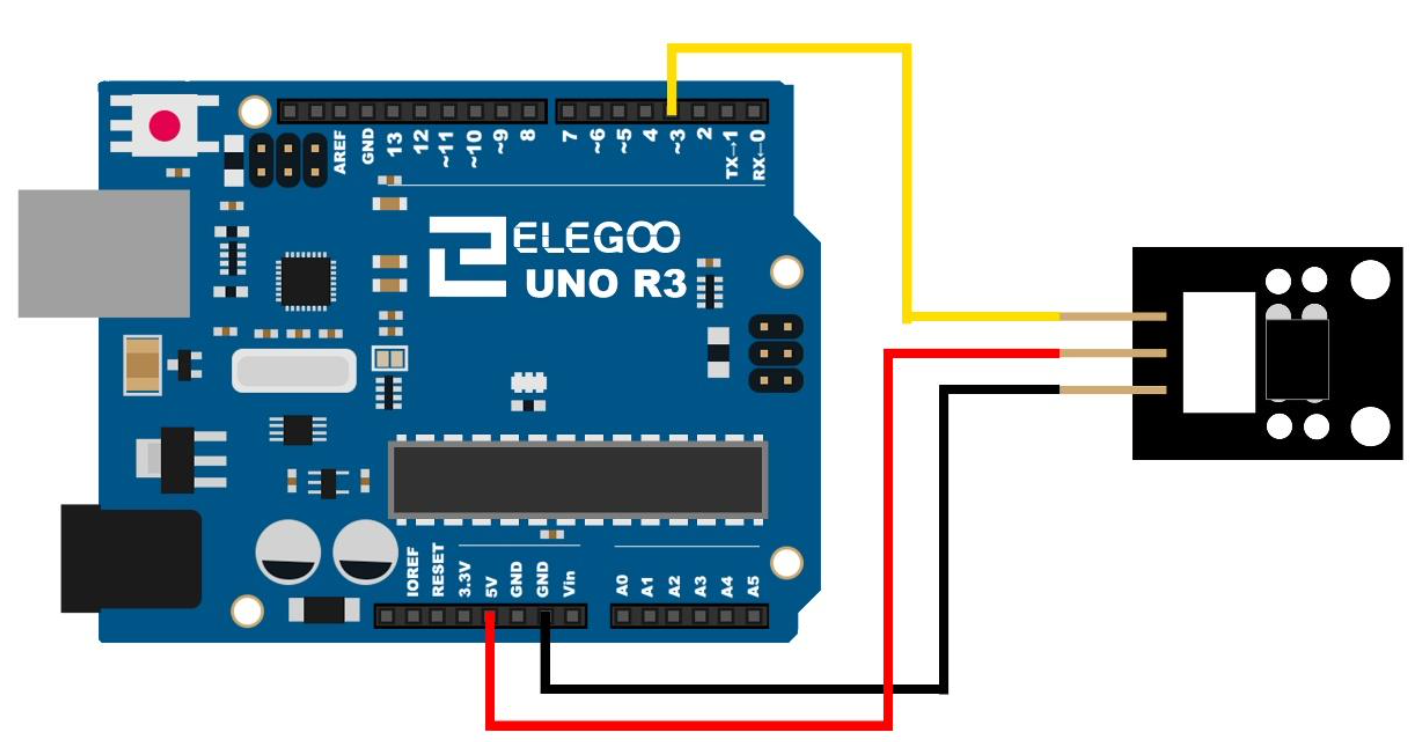 AREF
GND
13
12
~11
~10
~9
8
7
~6
~5
4
~3
2
TX→1
RX←0
ELEGOO
UNO R3
IOREF
RESET
3.3V
5V
GND
GND
Vin
A0
A1
A2
A3
A4
A5